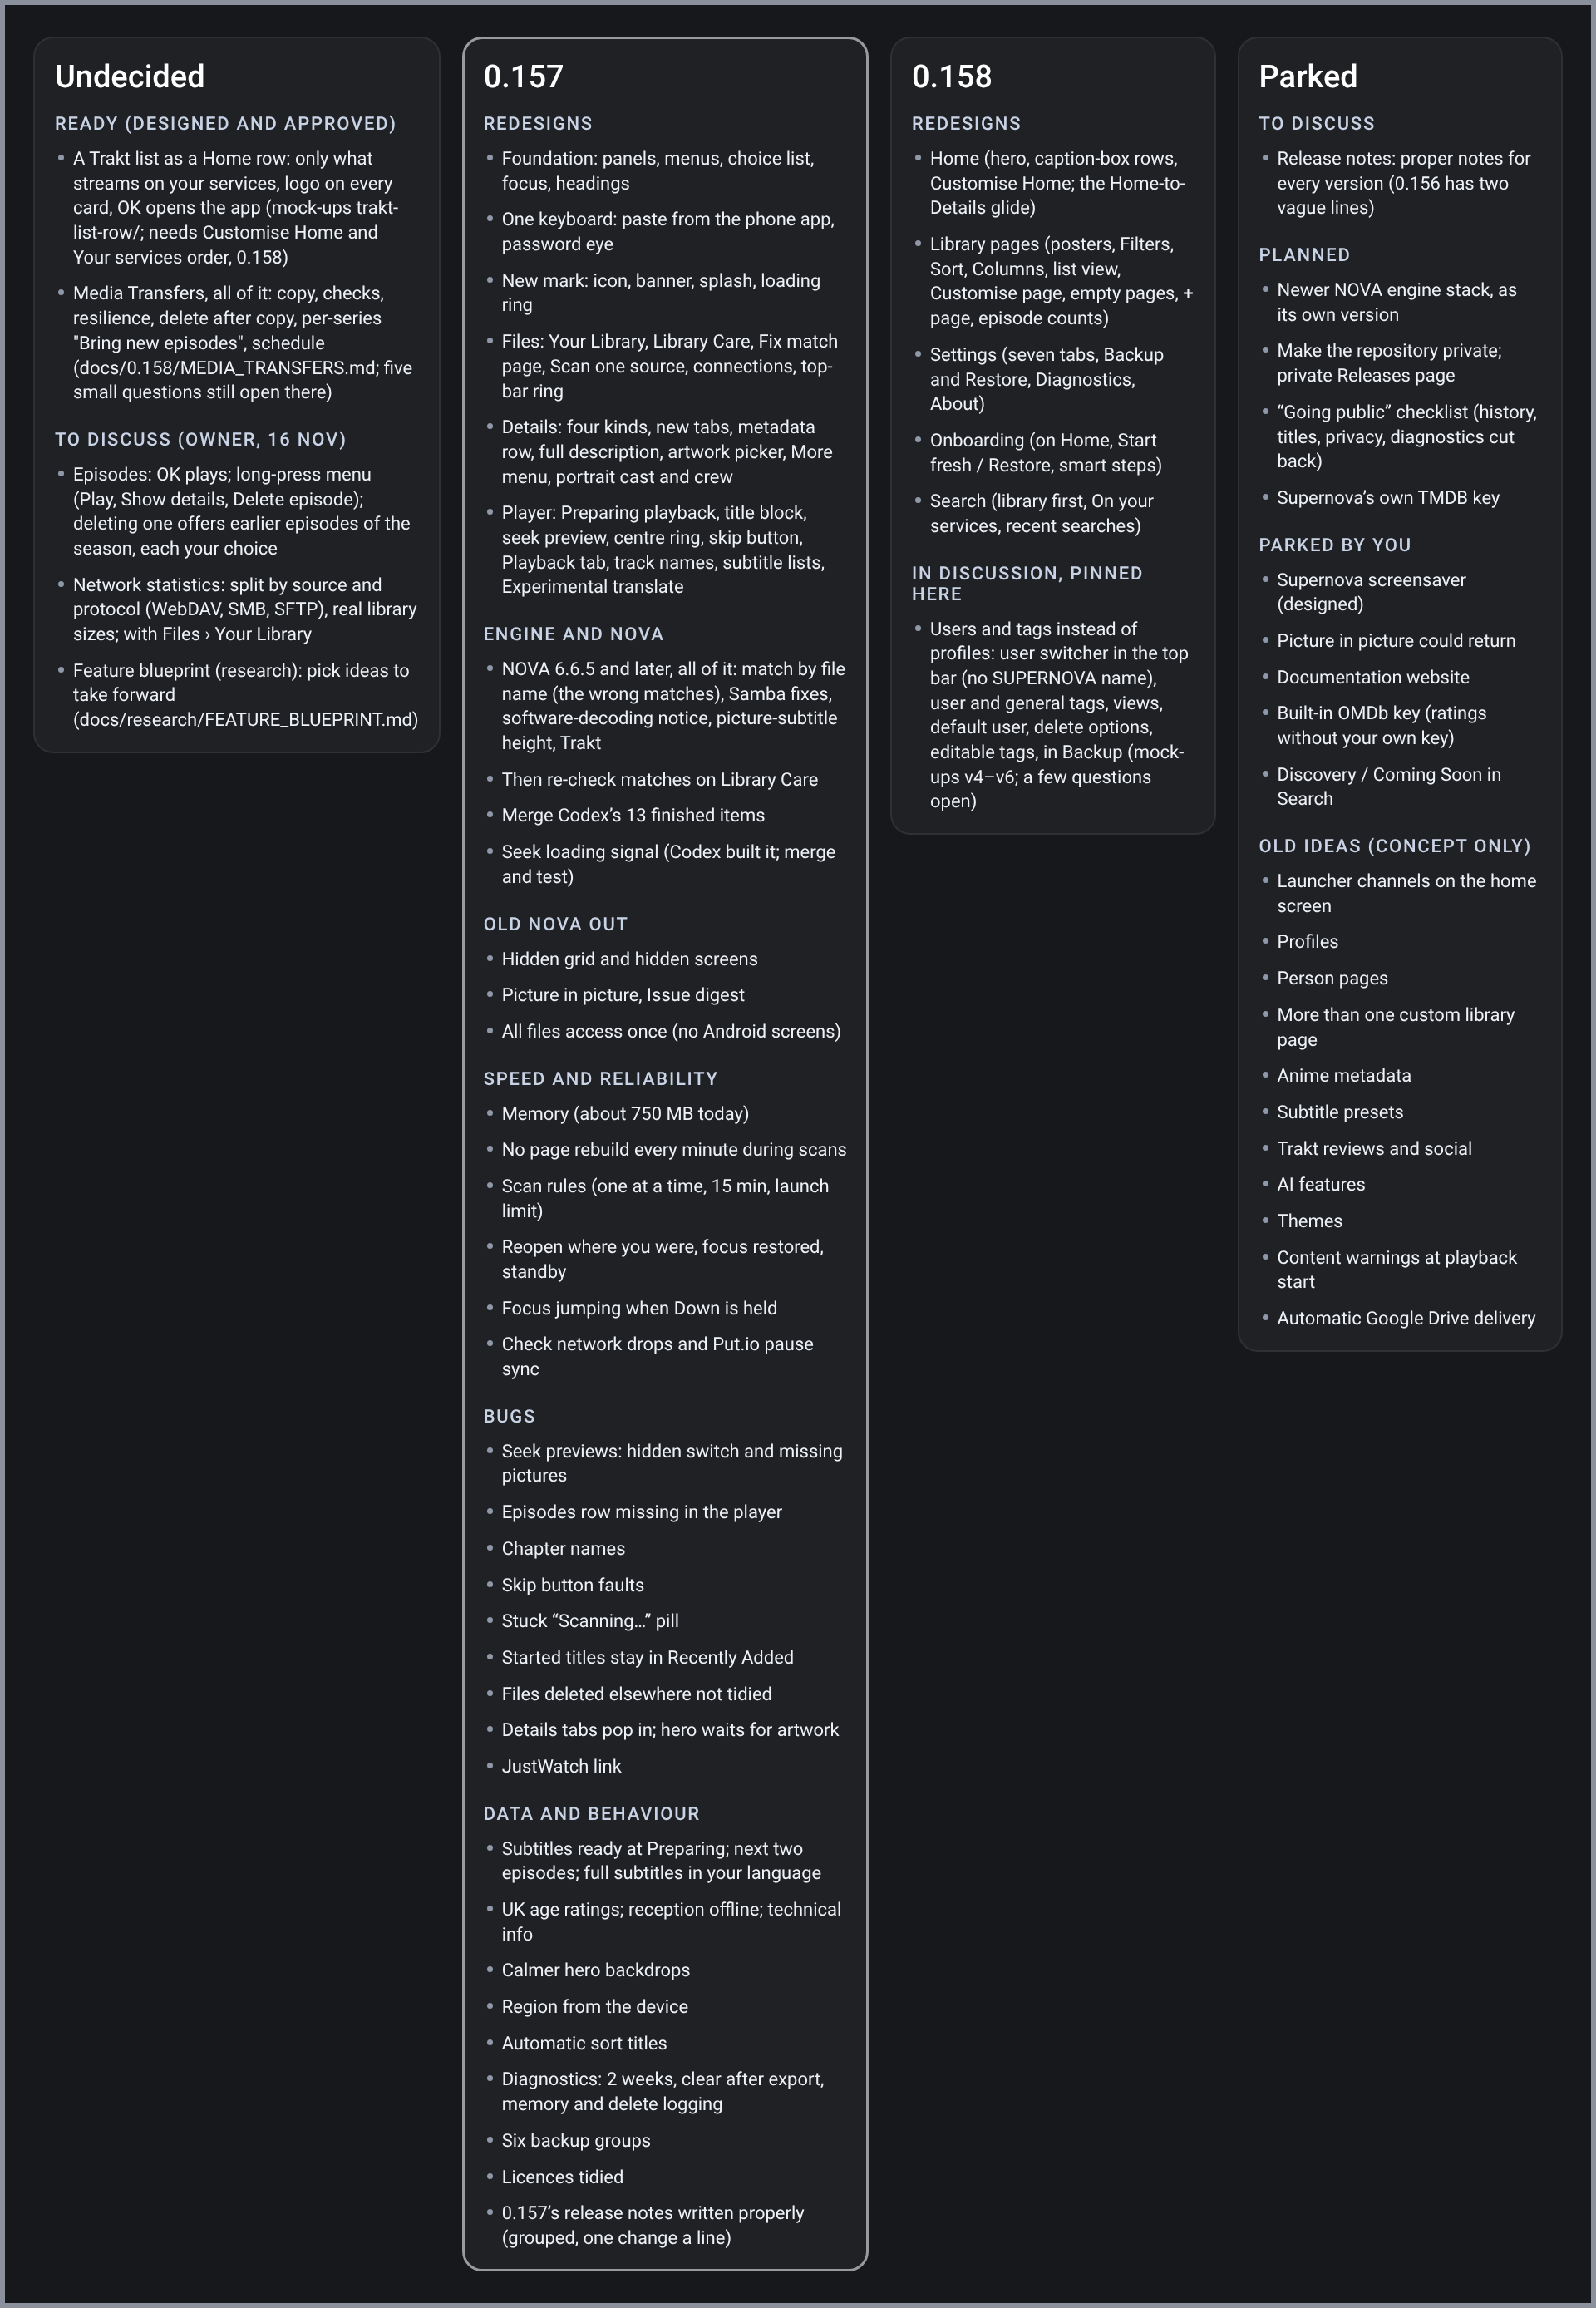 Undecided
READY (DESIGNED AND APPROVED)
A Trakt list as a Home row: only what
streams on your services, logo on every
card, OK opens the app (mock-ups trakt-
list-row/; needs Customise Home and
Your services order, 0.158)
Media Transfers, all of it: copy, checks,
resilience, delete after copy, per-series
"Bring new episodes", schedule
(docs/0.158/MEDIA_TRANSFERS.md; five
small questions still open there)
TO DISCUSS (OWNER, 16 NOV)
Episodes: OK plays; long-press menu
(Play, Show details, Delete episode);
deleting one offers earlier episodes of the
season, each your choice
Network statistics: split by source and
protocol (WebDAV, SMB, SFTP), real library
sizes; with Files › Your Library
Feature blueprint (research): pick ideas to
take forward
(docs/research/FEATURE_BLUEPRINT.md)
0.157
REDESIGNS
Foundation: panels, menus, choice list,
focus, headings
One keyboard: paste from the phone app,
password eye
New mark: icon, banner, splash, loading
ring
Files: Your Library, Library Care, Fix match
page, Scan one source, connections, top-
bar ring
Details: four kinds, new tabs, metadata
row, full description, artwork picker, More
menu, portrait cast and crew
Player: Preparing playback, title block,
seek preview, centre ring, skip button,
Playback tab, track names, subtitle lists,
Experimental translate
ENGINE AND NOVA
NOVA 6.6.5 and later, all of it: match by file
name (the wrong matches), Samba fixes,
software-decoding notice, picture-subtitle
height, Trakt
Then re-check matches on Library Care
Merge Codex’s 13 finished items
Seek loading signal (Codex built it; merge
and test)
OLD NOVA OUT
Hidden grid and hidden screens
Picture in picture, Issue digest
All files access once (no Android screens)
SPEED AND RELIABILITY
Memory (about 750 MB today)
No page rebuild every minute during scans
Scan rules (one at a time, 15 min, launch
limit)
Reopen where you were, focus restored,
standby
Focus jumping when Down is held
Check network drops and Put.io pause
sync
BUGS
Seek previews: hidden switch and missing
pictures
Episodes row missing in the player
Chapter names
Skip button faults
Stuck “Scanning…” pill
Started titles stay in Recently Added
Files deleted elsewhere not tidied
Details tabs pop in; hero waits for artwork
JustWatch link
DATA AND BEHAVIOUR
Subtitles ready at Preparing; next two
episodes; full subtitles in your language
UK age ratings; reception offline; technical
info
Calmer hero backdrops
Region from the device
Automatic sort titles
Diagnostics: 2 weeks, clear after export,
memory and delete logging
Six backup groups
Licences tidied
0.157’s release notes written properly
(grouped, one change a line)
0.158
REDESIGNS
Home (hero, caption-box rows,
Customise Home; the Home-to-
Details glide)
Library pages (posters, Filters,
Sort, Columns, list view,
Customise page, empty pages, +
page, episode counts)
Settings (seven tabs, Backup
and Restore, Diagnostics,
About)
Onboarding (on Home, Start
fresh / Restore, smart steps)
Search (library first, On your
services, recent searches)
IN DISCUSSION, PINNED
HERE
Users and tags instead of
profiles: user switcher in the top
bar (no SUPERNOVA name),
user and general tags, views,
default user, delete options,
editable tags, in Backup (mock-
ups v4–v6; a few questions
open)
Parked
TO DISCUSS
Release notes: proper notes for
every version (0.156 has two
vague lines)
PLANNED
Newer NOVA engine stack, as
its own version
Make the repository private;
private Releases page
“Going public” checklist (history,
titles, privacy, diagnostics cut
back)
Supernova’s own TMDB key
PARKED BY YOU
Supernova screensaver
(designed)
Picture in picture could return
Documentation website
Built-in OMDb key (ratings
without your own key)
Discovery / Coming Soon in
Search
OLD IDEAS (CONCEPT ONLY)
Launcher channels on the home
screen
Profiles
Person pages
More than one custom library
page
Anime metadata
Subtitle presets
Trakt reviews and social
AI features
Themes
Content warnings at playback
start
Automatic Google Drive delivery